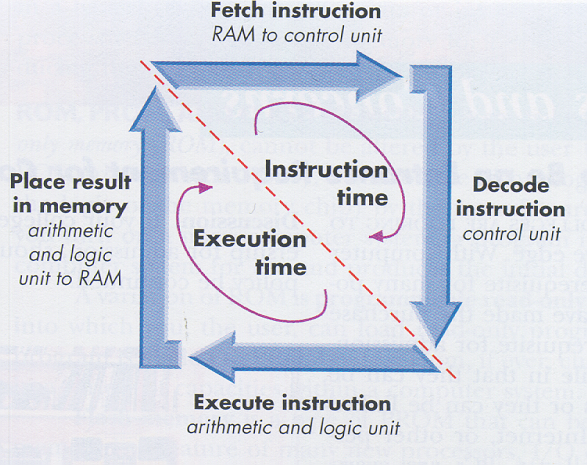 Fetch instruction
RAM to control unit
Instruction
time
Decode
instruction
control unit
Place result
in memory
arithmetic
and logic
unit to RAM
Execution
time
Execute instruction
arithmetic and logic unit